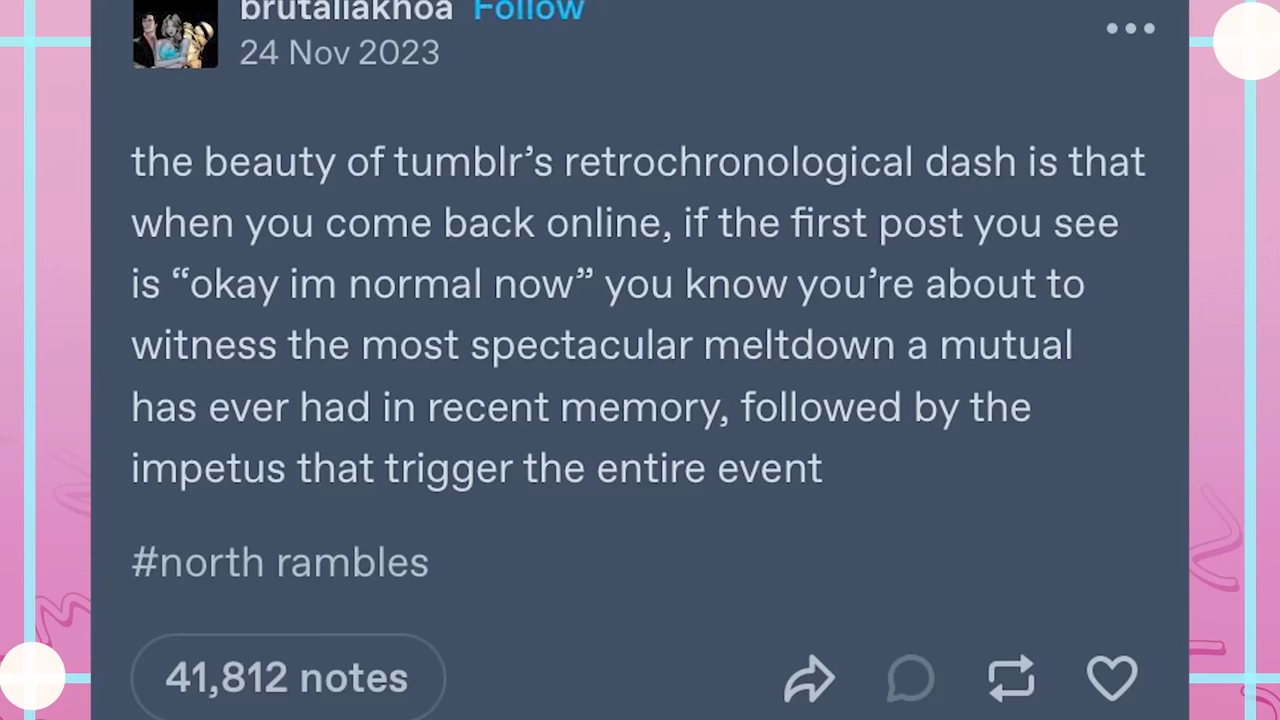 brutaliakhoa Follow
24 Nov 2023
the beauty of tumblr’s retrochronological dash is that
when you come back online, if the first post you see
is “okay im normal now” you know you’re about to
witness the most spectacular meltdown a mutual
has ever had in recent memory, followed by the
impetus that trigger the entire event
#north rambles
41,812 notes